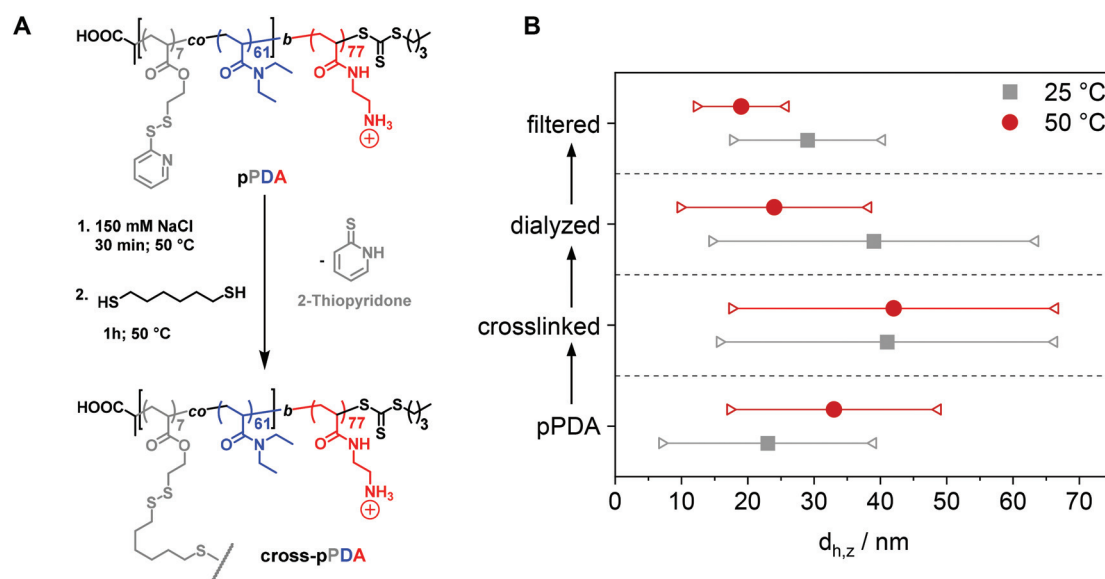 A
HOOC
7
co
61
b
77
S
S
3
S
O
O
O
N
O
NH
S
S
N
NH3
+
pPDA
1. 150 mM NaCl
30 min; 50 °C
2. HS
SH
1h; 50 °C
-
S
NH
2-Thiopyridone
HOOC
7
co
61
b
77
S
S
3
S
O
O
O
N
O
NH
S
S
NH3
+
S
cross-pPDA
B
25 °C
50 °C
filtered
dialyzed
crosslinked
pPDA
0 10 20 30 40 50 60 70
dh,z / nm